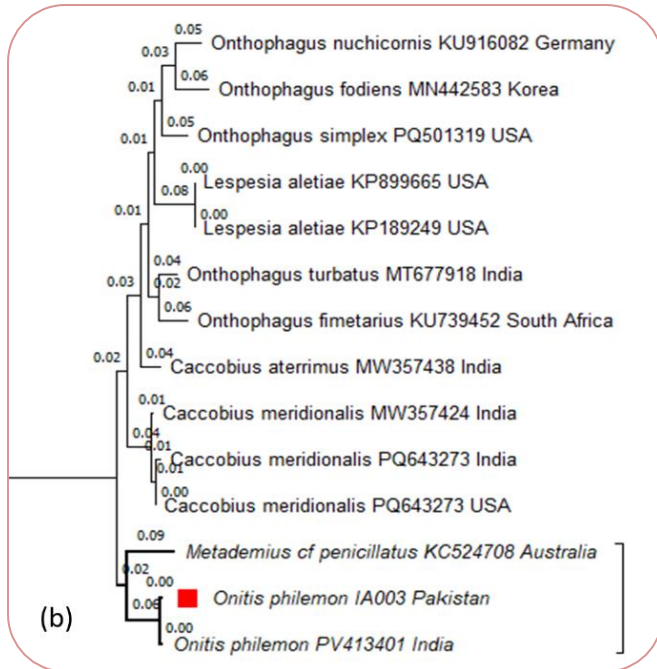 0.05
Onthophagus nuchicornis KU916082 Germany
0.03
0.06
Onthophagus fodiens MN442583 Korea
0.01
0.05
Onthophagus simplex PQ501319 USA
0.01
0.00
Lespesia aletiae KP899665 USA
0.08
0.00
Lespesia aletiae KP189249 USA
0.01
0.04
Onthophagus turbatus MT677918 India
0.02
0.06
Onthophagus fimetarius KU739452 South Africa
0.03
0.04
Caccobius aterrimus MW357438 India
0.02
0.01
Caccobius meridionalis MW357424 India
0.04
0.01
Caccobius meridionalis PQ643273 India
0.01
0.00
Caccobius meridionalis PQ643273 USA
0.09
Metademius cf penicillatus KC524708 Australia
0.02
0.00
Onitis philemon IA003 Pakistan
0.06
0.00
Onitis philemon PV413401 India
(b)